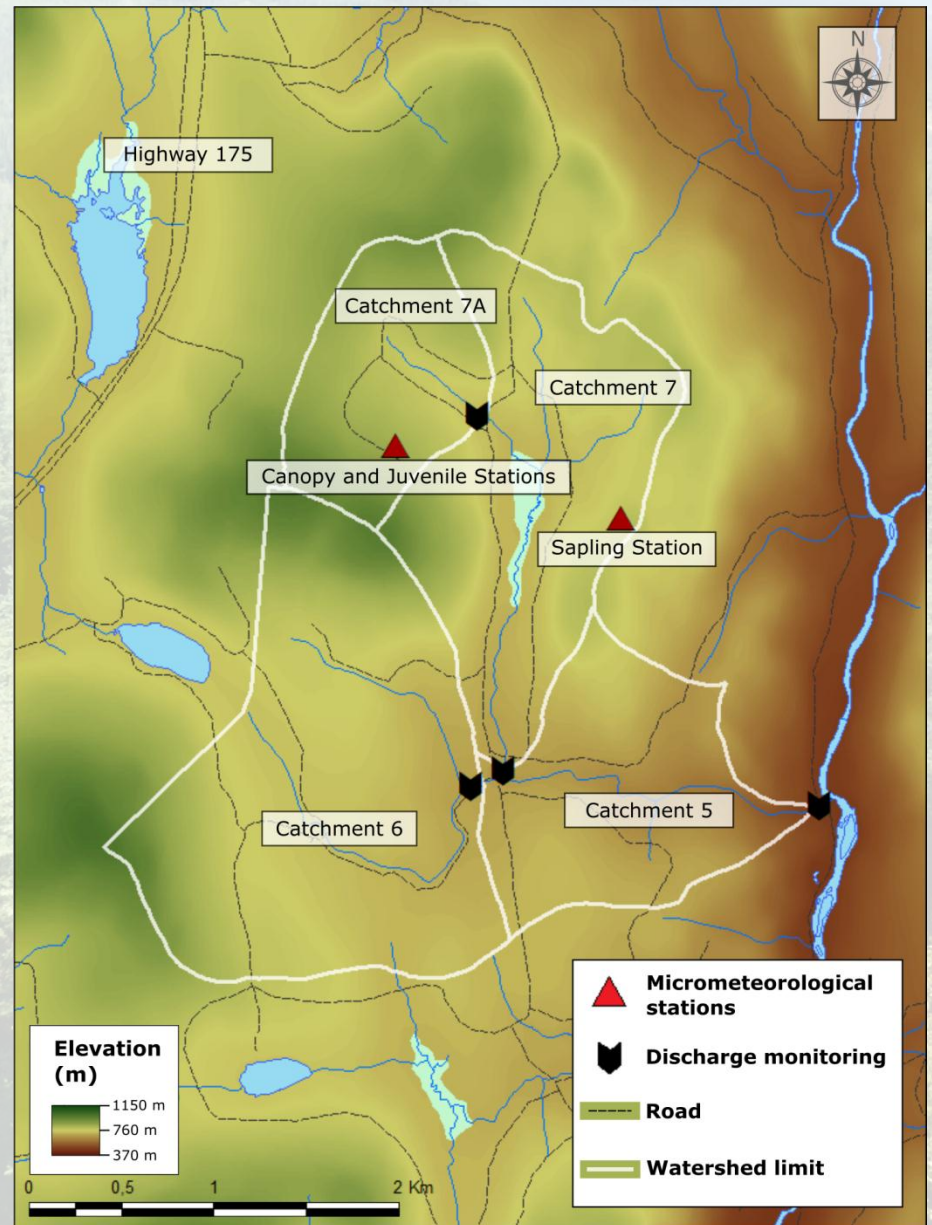 N
Highway 175
Catchment 7A
Catchment 7
Canopy and Juvenile Stations
Sapling Station
Catchment 6
Catchment 5
Micrometeorological
stations
Discharge monitoring
Road
Watershed limit
Elevation
(m)
1150 m
760 m
370 m
0 0,5 1 2 Km